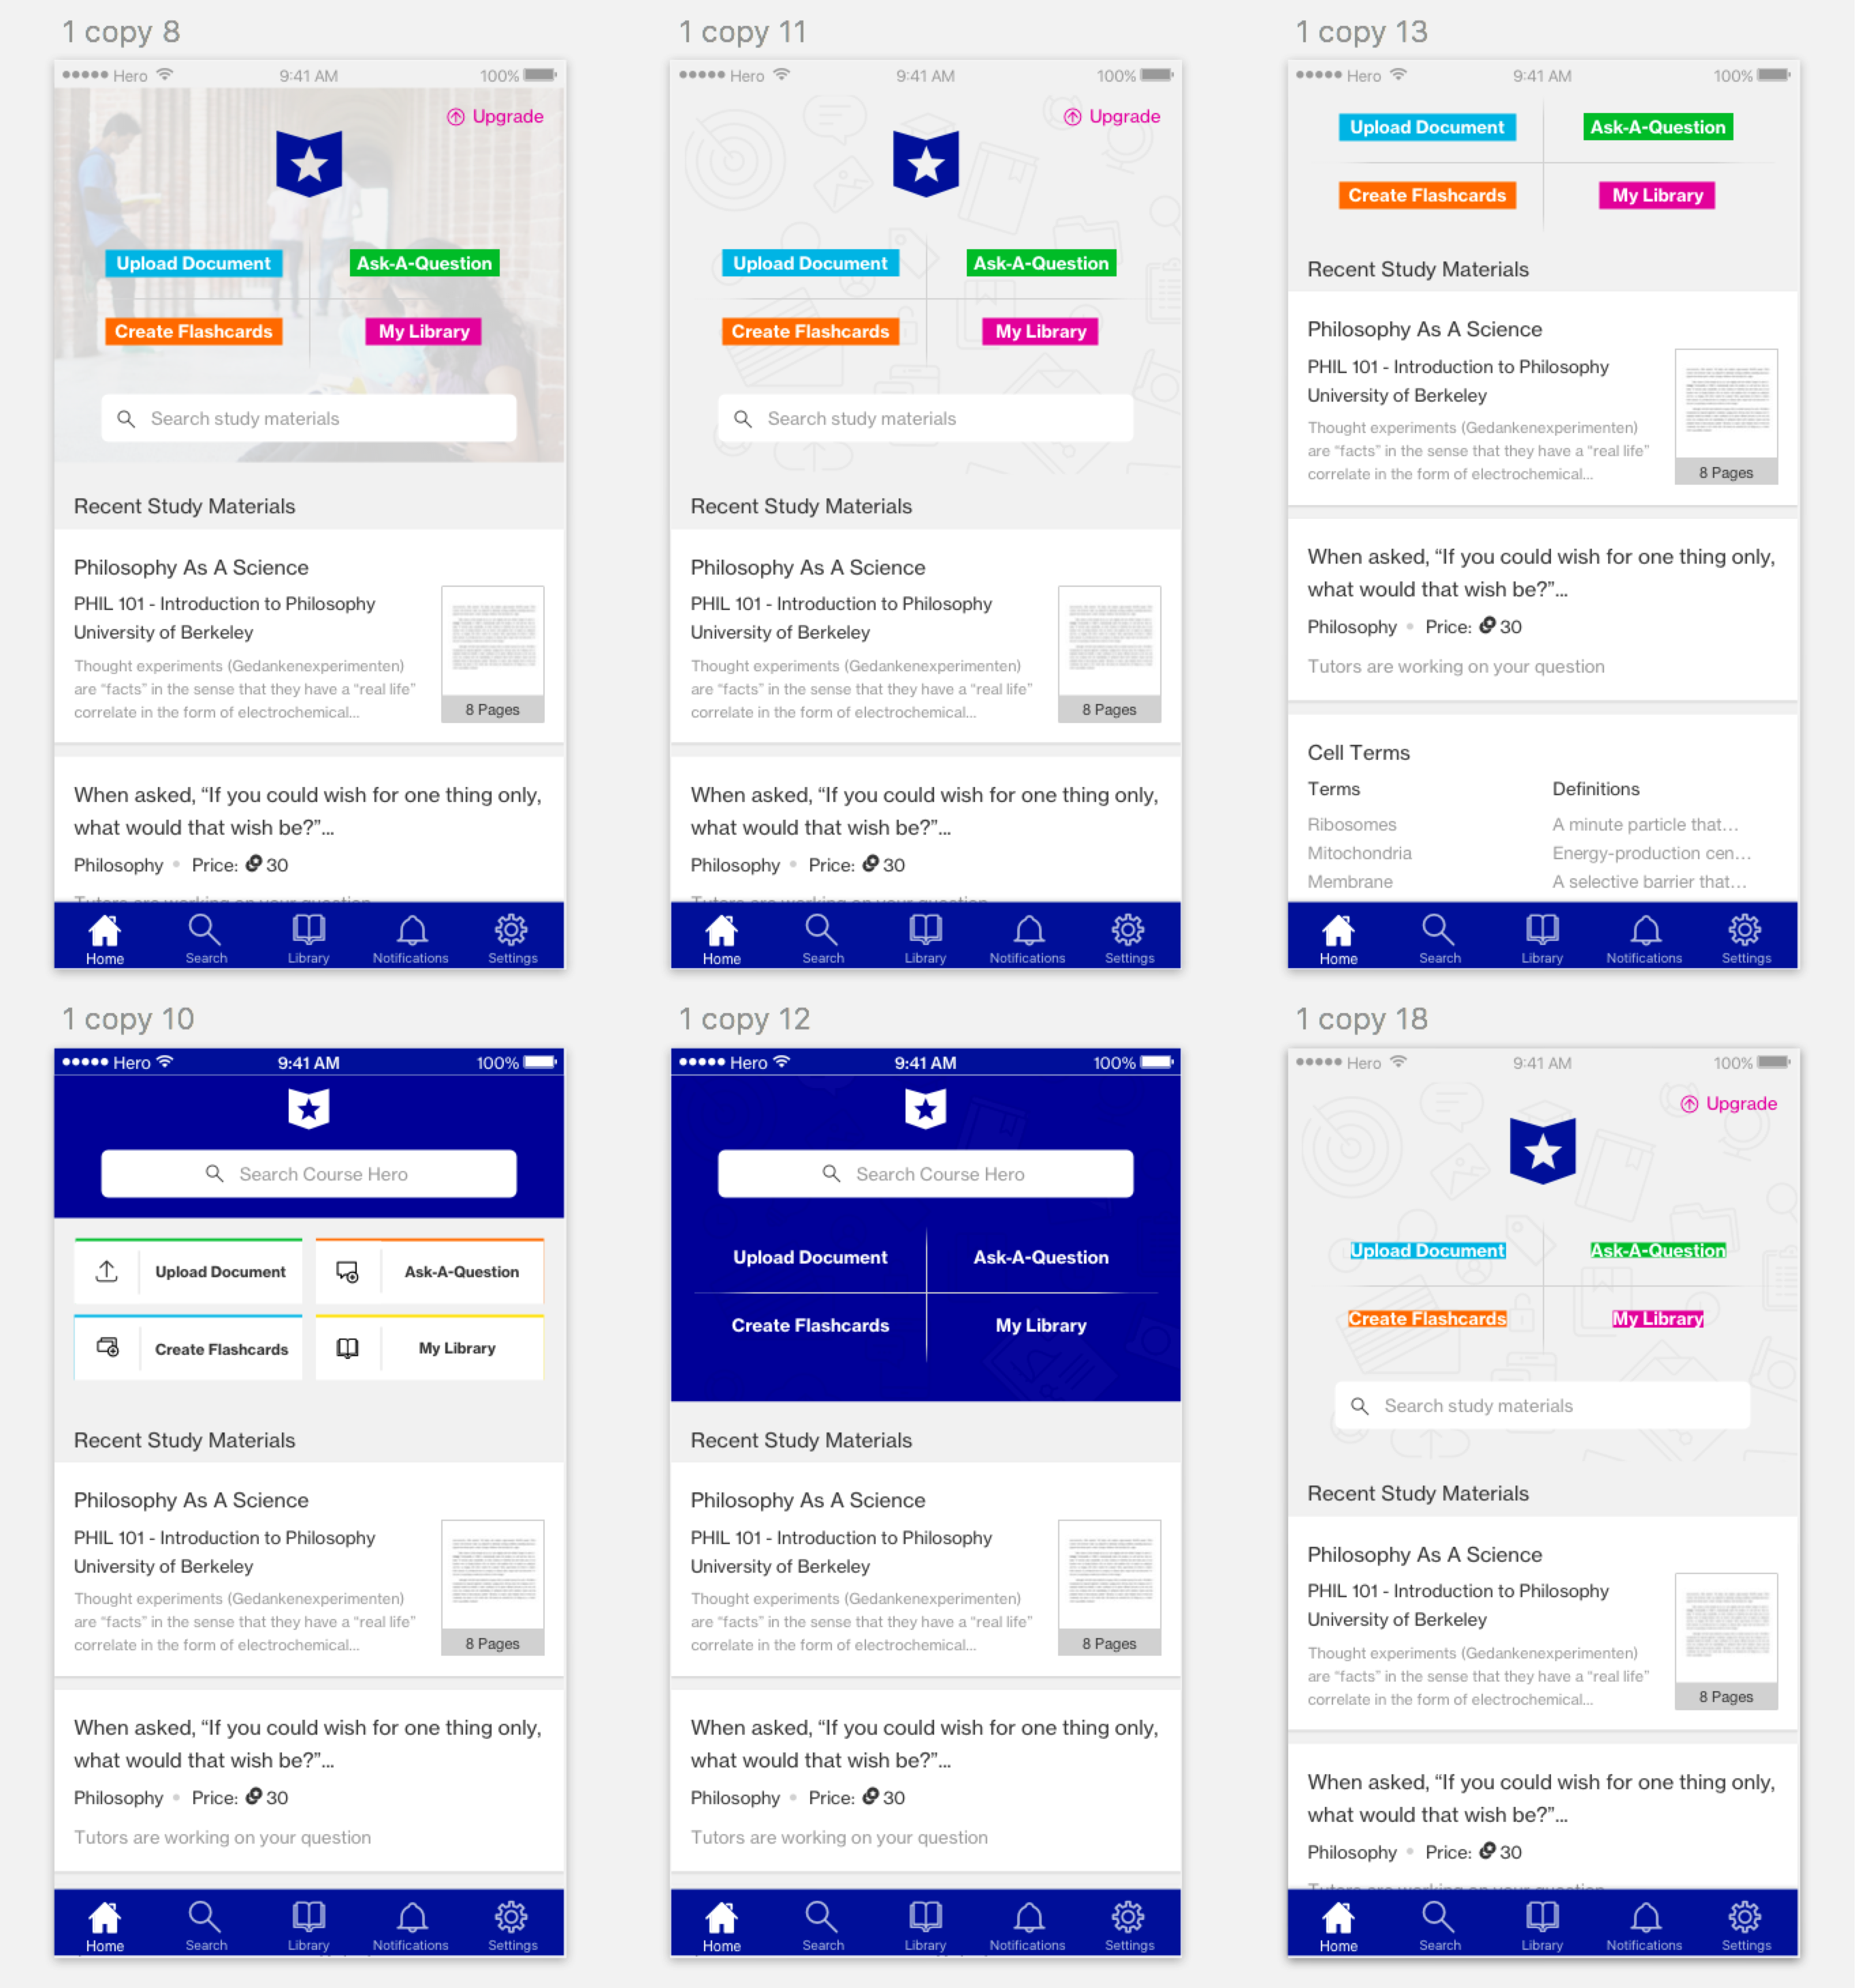 1 copy 8
Hero 9:41 AM 100%
Upgrade
Upload Document Ask-A-Question
Create Flashcards My Library
Search study materials
Recent Study Materials
Philosophy As A Science
PHIL 101 - Introduction to Philosophy
University of Berkeley
Thought experiments (Gedankenexperimenten)
are “facts” in the sense that they have a “real life”
correlate in the form of electrochemical...
8 Pages
When asked, “If you could wish for one thing only,
what would that wish be?”...
Philosophy • Price: 30
Tutors are working on your question
Home Search Library Notifications Settings
1 copy 11
Hero 9:41 AM 100%
Upgrade
Upload Document Ask-A-Question
Create Flashcards My Library
Search study materials
Recent Study Materials
Philosophy As A Science
PHIL 101 - Introduction to Philosophy
University of Berkeley
Thought experiments (Gedankenexperimenten)
are “facts” in the sense that they have a “real life”
correlate in the form of electrochemical...
8 Pages
When asked, “If you could wish for one thing only,
what would that wish be?”...
Philosophy • Price: 30
Tutors are working on your question
Home Search Library Notifications Settings
1 copy 13
Hero 9:41 AM 100%
Upload Document Ask-A-Question
Create Flashcards My Library
Recent Study Materials
Philosophy As A Science
PHIL 101 - Introduction to Philosophy
University of Berkeley
Thought experiments (Gedankenexperimenten)
are “facts” in the sense that they have a “real life”
correlate in the form of electrochemical...
8 Pages
When asked, “If you could wish for one thing only,
what would that wish be?”...
Philosophy • Price: 30
Tutors are working on your question
Cell Terms
Terms Definitions
Ribosomes A minute particle that...
Mitochondria Energy-production cen...
Membrane A selective barrier that...
Home Search Library Notifications Settings
1 copy 10
Hero 9:41 AM 100%
Search Course Hero
Upload Document Ask-A-Question
Create Flashcards My Library
Recent Study Materials
Philosophy As A Science
PHIL 101 - Introduction to Philosophy
University of Berkeley
Thought experiments (Gedankenexperimenten)
are “facts” in the sense that they have a “real life”
correlate in the form of electrochemical...
8 Pages
When asked, “If you could wish for one thing only,
what would that wish be?”...
Philosophy • Price: 30
Tutors are working on your question
Home Search Library Notifications Settings
1 copy 12
Hero 9:41 AM 100%
Search Course Hero
Upload Document Ask-A-Question
Create Flashcards My Library
Recent Study Materials
Philosophy As A Science
PHIL 101 - Introduction to Philosophy
University of Berkeley
Thought experiments (Gedankenexperimenten)
are “facts” in the sense that they have a “real life”
correlate in the form of electrochemical...
8 Pages
When asked, “If you could wish for one thing only,
what would that wish be?”...
Philosophy • Price: 30
Tutors are working on your question
Home Search Library Notifications Settings
1 copy 18
Hero 9:41 AM 100%
Upgrade
Upload Document Ask-A-Question
Create Flashcards My Library
Search study materials
Recent Study Materials
Philosophy As A Science
PHIL 101 - Introduction to Philosophy
University of Berkeley
Thought experiments (Gedankenexperimenten)
are “facts” in the sense that they have a “real life”
correlate in the form of electrochemical...
8 Pages
When asked, “If you could wish for one thing only,
what would that wish be?”...
Philosophy • Price: 30
Tutors are working on your question
Home Search Library Notifications Settings